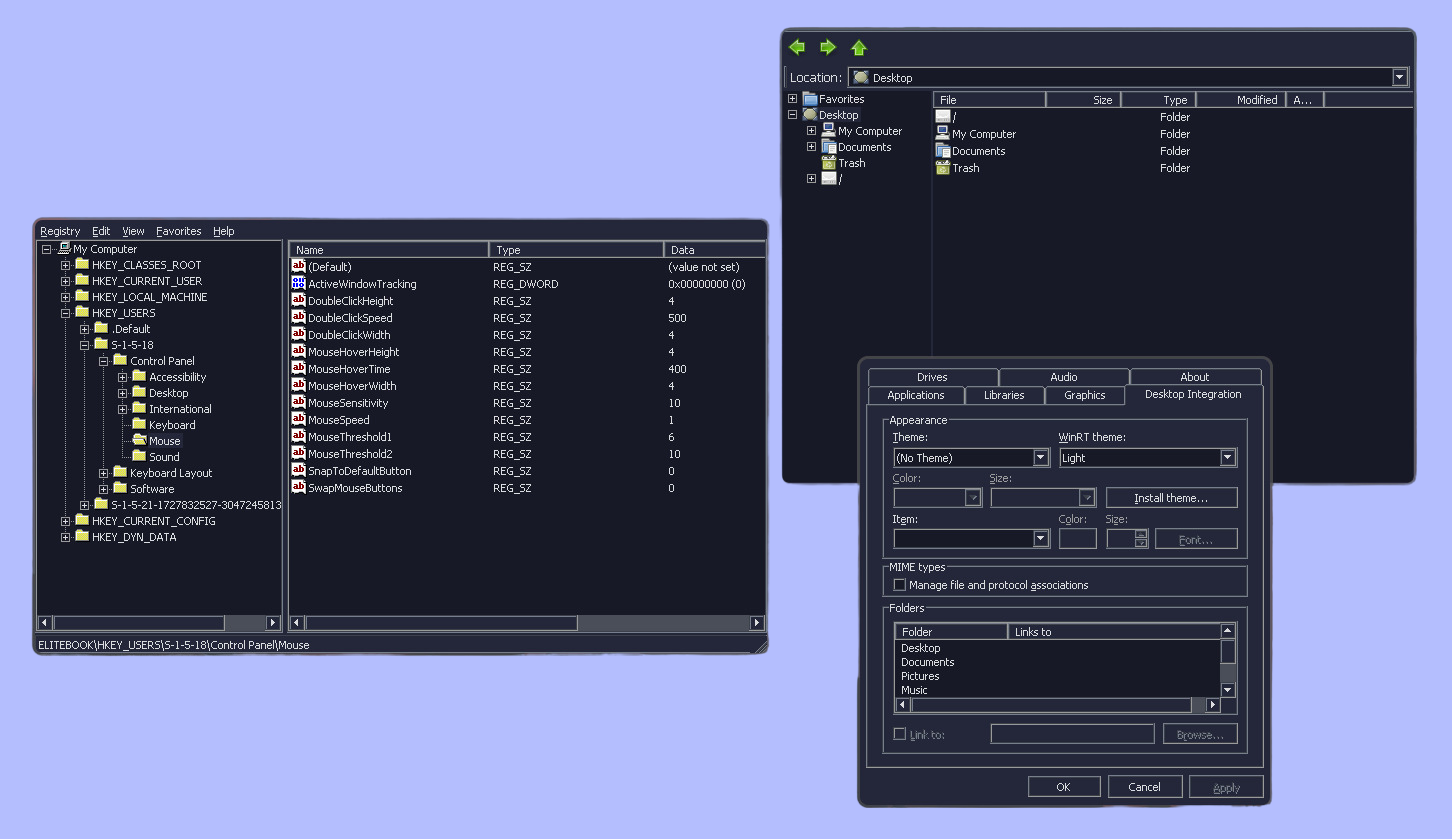 Location: Desktop
Favorites
Desktop
My Computer
Documents
Trash
/
File Size Type Modified A...
/ Folder
My Computer Folder
Documents Folder
Trash Folder
Registry Edit View Favorites Help
My Computer
HKEY_CLASSES_ROOT
HKEY_CURRENT_USER
HKEY_LOCAL_MACHINE
HKEY_USERS
.Default
S-1-5-18
Control Panel
Accessibility
Desktop
International
Keyboard
Mouse
Sound
Keyboard Layout
Software
S-1-5-21-1727832527-3047245813
HKEY_CURRENT_CONFIG
HKEY_DYN_DATA
Name Type Data
(Default) REG_SZ (value not set)
ActiveWindowTracking REG_DWORD 0x00000000 (0)
DoubleClickHeight REG_SZ 4
DoubleClickSpeed REG_SZ 500
DoubleClickWidth REG_SZ 4
MouseHoverHeight REG_SZ 4
MouseHoverTime REG_SZ 400
MouseHoverWidth REG_SZ 4
MouseSensitivity REG_SZ 10
MouseSpeed REG_SZ 1
MouseThreshold1 REG_SZ 6
MouseThreshold2 REG_SZ 10
SnapToDefaultButton REG_SZ 0
SwapMouseButtons REG_SZ 0
ELITEBOOK\HKEY_USERS\S-1-5-18\Control Panel\Mouse
Drives Audio About
Applications Libraries Graphics Desktop Integration
Appearance
Theme: WinRT theme:
(No Theme) Light
Color: Size:
Install theme...
Item: Color: Size:
Font...
MIME types
Manage file and protocol associations
Folders
Folder Links to
Desktop
Documents
Pictures
Music
Link to: Browse...
OK Cancel Apply